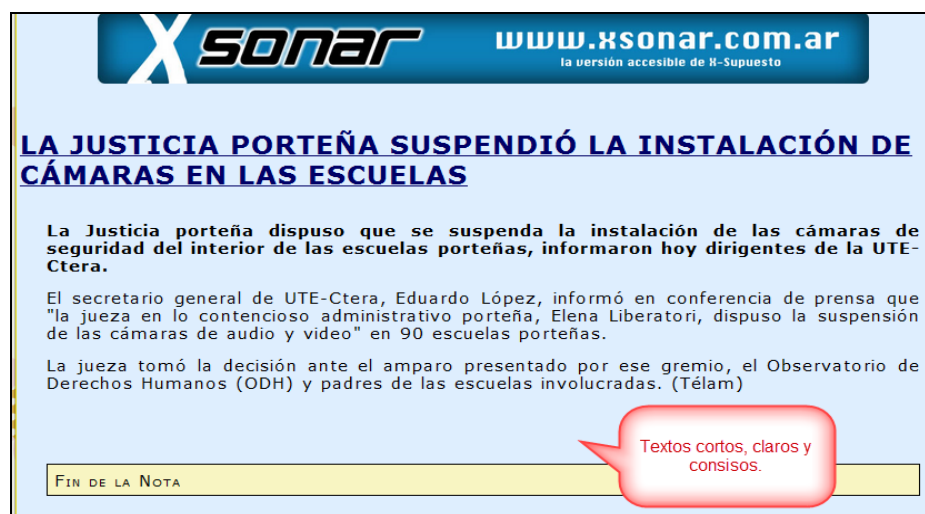 X sonar
www.xsonar.com.ar
la versión accesible de X-Supuesto
LA JUSTICIA PORTEÑA SUSPENDIÓ LA INSTALACIÓN DE
CÁMARAS EN LAS ESCUELAS
La Justicia porteña dispuso que se suspenda la instalación de las cámaras de
seguridad del interior de las escuelas porteñas, informaron hoy dirigentes de la UTE-
Ctera.
El secretario general de UTE-Ctera, Eduardo López, informó en conferencia de prensa que
"la jueza en lo contencioso administrativo porteña, Elena Liberatori, dispuso la suspensión
de las cámaras de audio y video" en 90 escuelas porteñas.
La jueza tomó la decisión ante el amparo presentado por ese gremio, el Observatorio de
Derechos Humanos (ODH) y padres de las escuelas involucradas. (Télam)
Textos cortos, claros y
consisos.
Fin de la Nota